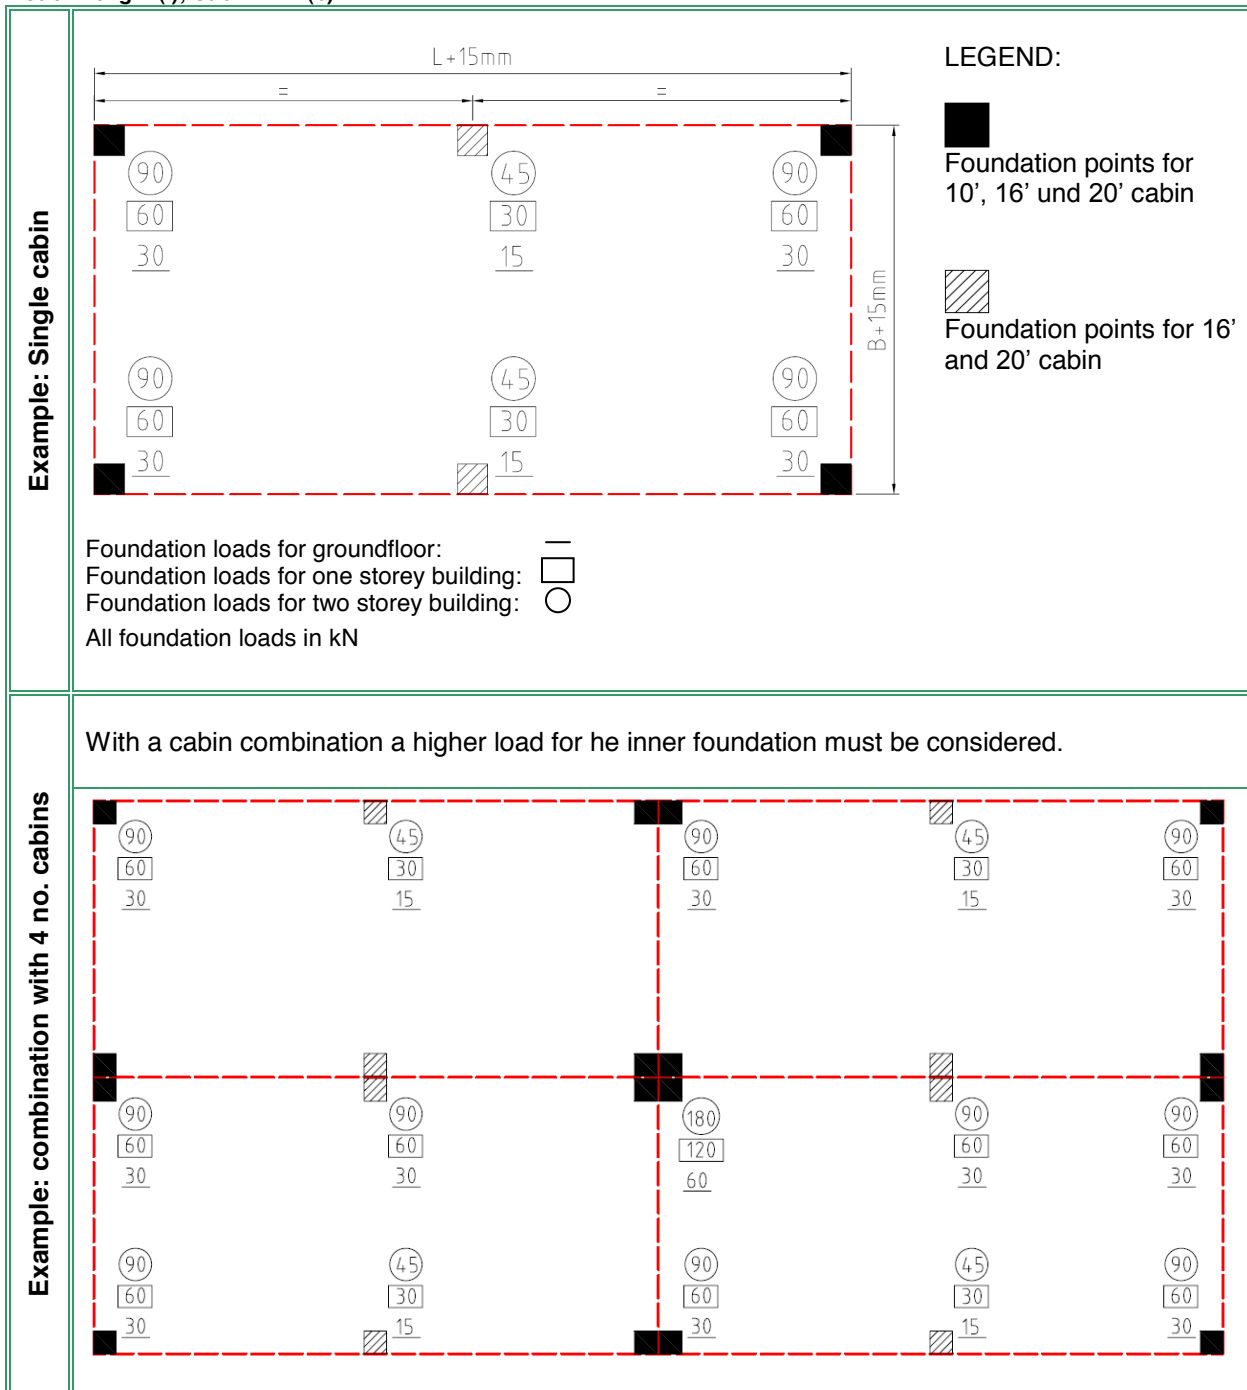 Example: Single cabin
L+15mm
= =
LEGEND:
Foundation points for
10’, 16’ und 20’ cabin
Foundation points for 16’
and 20’ cabin
90 45 90
60 30 60
30 15 30
B+15mm
90 45 90
60 30 60
30 15 30
Foundation loads for groundfloor:
Foundation loads for one storey building:
Foundation loads for two storey building:
All foundation loads in kN
Example: combination with 4 no. cabins
With a cabin combination a higher load for he inner foundation must be considered.
90 45 90 45 90
60 30 60 30 60
30 15 30 15 30
90 90 180 90 90
60 60 120 60 60
30 30 60 30 30
90 45 90 45 90
60 30 60 30 60
30 15 30 15 30